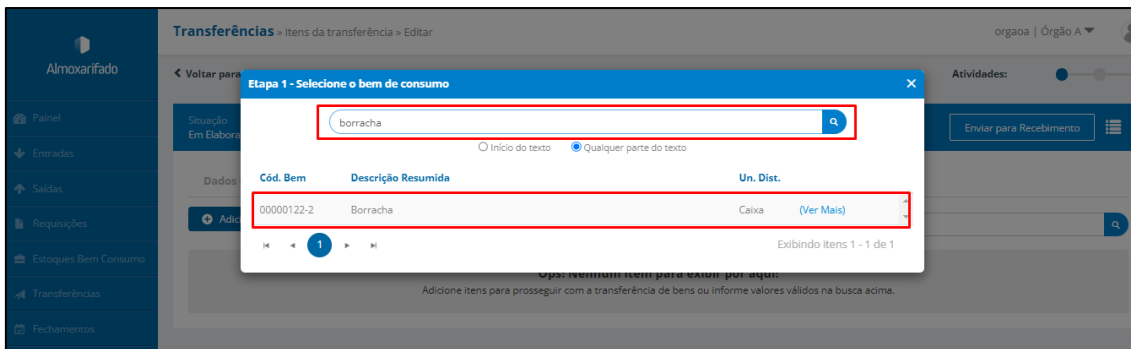 Transferências » Itens da transferência » Editar
orgaoa | Órgão A
Almoxarifado
Voltar para
Atividades:
Etapa 1 - Selecione o bem de consumo
borracha
Início do texto
Qualquer parte do texto
Painel
Situação
Em Elabora
Enviar para Recebimento
Entradas
Saídas
Dados
Cód. Bem
Descrição Resumida
Un. Dist.
00000122-2
Borracha
Caixa
(Ver Mais)
Requisições
Adic
1
Exibindo itens 1 - 1 de 1
Estoques Bem Consumo
Ops! Nenhum item para exibir por aqui!
Adicione itens para prosseguir com a transferência de bens ou informe valores válidos na busca acima.
Transferências
Fechamentos